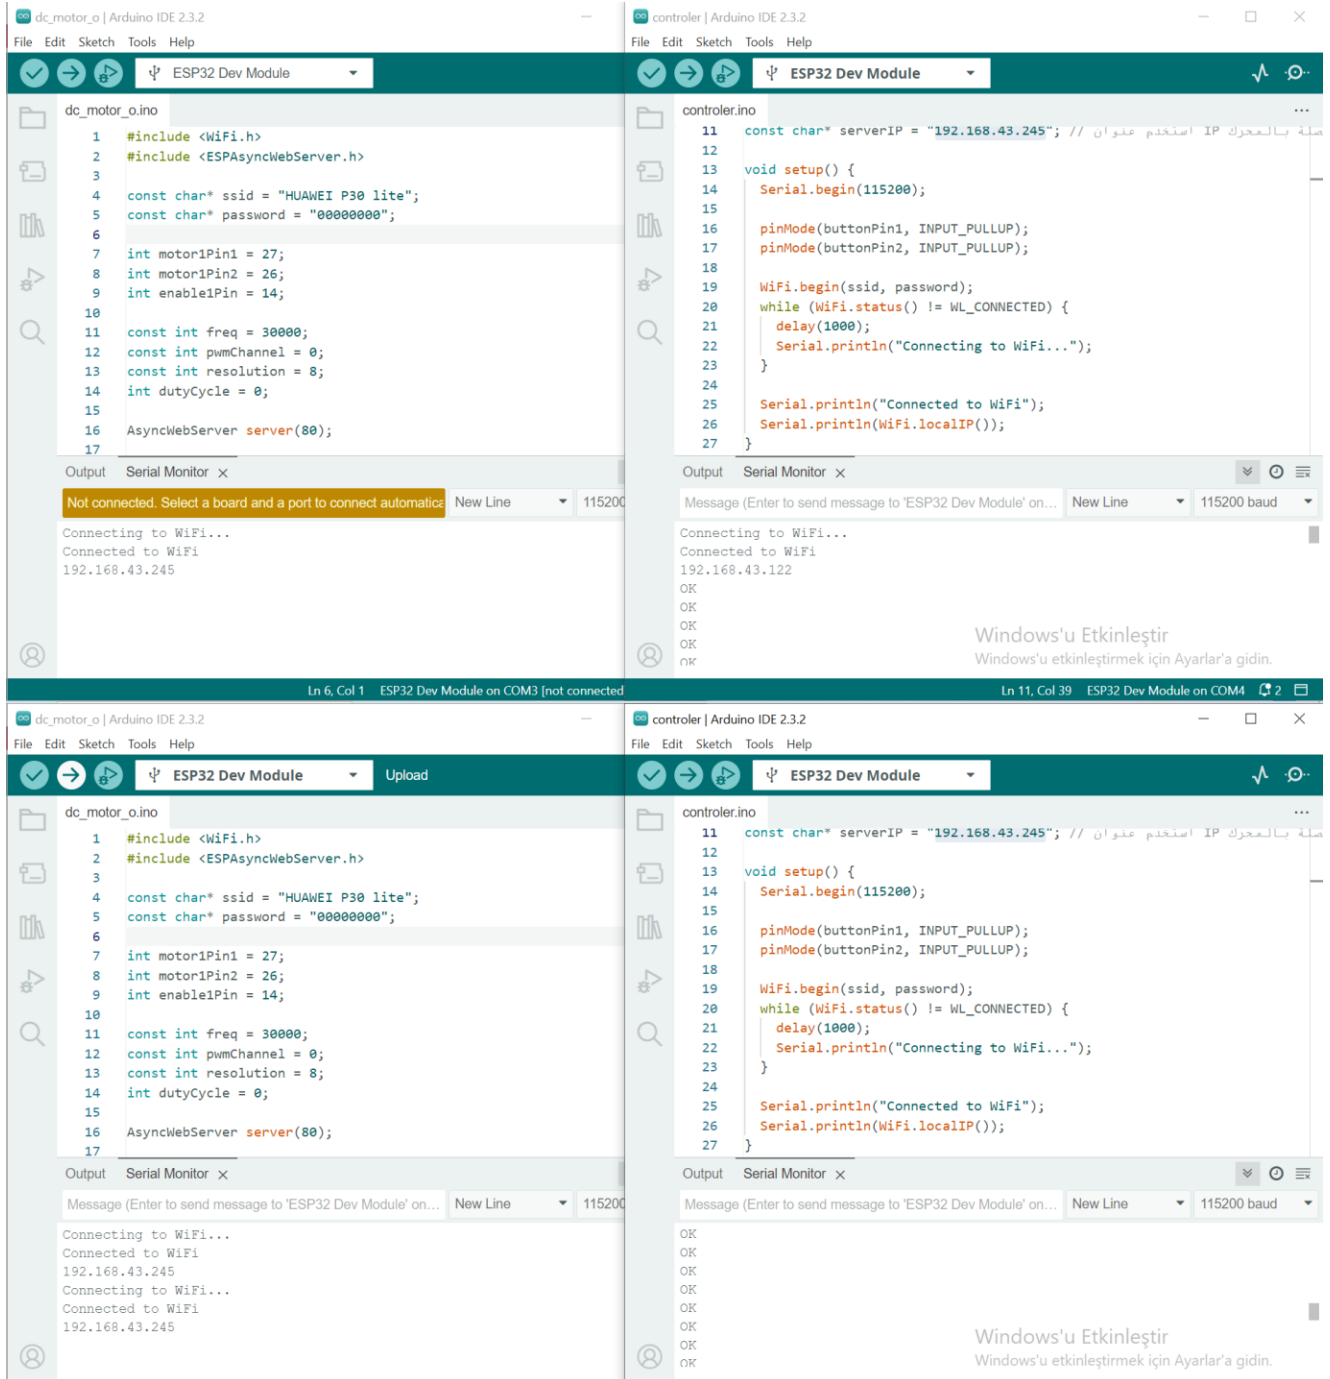 dc_motor_o | Arduino IDE 2.3.2
File Edit Sketch Tools Help
ESP32 Dev Module
dc_motor_o.ino
1 #include <WiFi.h>
2 #include <ESPAsyncWebServer.h>
3
4 const char* ssid = "HUAWEI P30 lite";
5 const char* password = "00000000";
6
7 int motor1Pin1 = 27;
8 int motor1Pin2 = 26;
9 int enable1Pin = 14;
10
11 const int freq = 30000;
12 const int pwmChannel = 0;
13 const int resolution = 8;
14 int dutyCycle = 0;
15
16 AsyncWebServer server(80);
17
Output Serial Monitor
Not connected. Select a board and a port to connect automatica New Line 115200
Connecting to WiFi...
Connected to WiFi
192.168.43.245
Ln 6, Col 1 ESP32 Dev Module on COM3 [not connected
controler | Arduino IDE 2.3.2
File Edit Sketch Tools Help
ESP32 Dev Module
controler.ino
11 const char* serverIP = "192.168.43.245"; // استخدم عنوان IP صلة بالمحرك
12
13 void setup() {
14 Serial.begin(115200);
15
16 pinMode(buttonPin1, INPUT_PULLUP);
17 pinMode(buttonPin2, INPUT_PULLUP);
18
19 WiFi.begin(ssid, password);
20 while (WiFi.status() != WL_CONNECTED) {
21 delay(1000);
22 Serial.println("Connecting to WiFi...");
23 }
24
25 Serial.println("Connected to WiFi");
26 Serial.println(WiFi.localIP());
27 }
Output Serial Monitor
Message (Enter to send message to 'ESP32 Dev Module' on... New Line 115200 baud
Connecting to WiFi...
Connected to WiFi
192.168.43.122
OK
OK
OK
OK
OK
Windows'u Etkinleştir
Windows'u etkinleştirmek için Ayarlar'a gidin.
Ln 11, Col 39 ESP32 Dev Module on COM4 2
dc_motor_o | Arduino IDE 2.3.2
File Edit Sketch Tools Help
ESP32 Dev Module Upload
dc_motor_o.ino
1 #include <WiFi.h>
2 #include <ESPAsyncWebServer.h>
3
4 const char* ssid = "HUAWEI P30 lite";
5 const char* password = "00000000";
6
7 int motor1Pin1 = 27;
8 int motor1Pin2 = 26;
9 int enable1Pin = 14;
10
11 const int freq = 30000;
12 const int pwmChannel = 0;
13 const int resolution = 8;
14 int dutyCycle = 0;
15
16 AsyncWebServer server(80);
17
Output Serial Monitor
Message (Enter to send message to 'ESP32 Dev Module' on... New Line 115200
Connecting to WiFi...
Connected to WiFi
192.168.43.245
Connecting to WiFi...
Connected to WiFi
192.168.43.245
controler | Arduino IDE 2.3.2
File Edit Sketch Tools Help
ESP32 Dev Module
controler.ino
11 const char* serverIP = "192.168.43.245"; // استخدم عنوان IP صلة بالمحرك
12
13 void setup() {
14 Serial.begin(115200);
15
16 pinMode(buttonPin1, INPUT_PULLUP);
17 pinMode(buttonPin2, INPUT_PULLUP);
18
19 WiFi.begin(ssid, password);
20 while (WiFi.status() != WL_CONNECTED) {
21 delay(1000);
22 Serial.println("Connecting to WiFi...");
23 }
24
25 Serial.println("Connected to WiFi");
26 Serial.println(WiFi.localIP());
27 }
Output Serial Monitor
Message (Enter to send message to 'ESP32 Dev Module' on... New Line 115200 baud
OK
OK
OK
OK
OK
OK
OK
OK
Windows'u Etkinleştir
Windows'u etkinleştirmek için Ayarlar'a gidin.